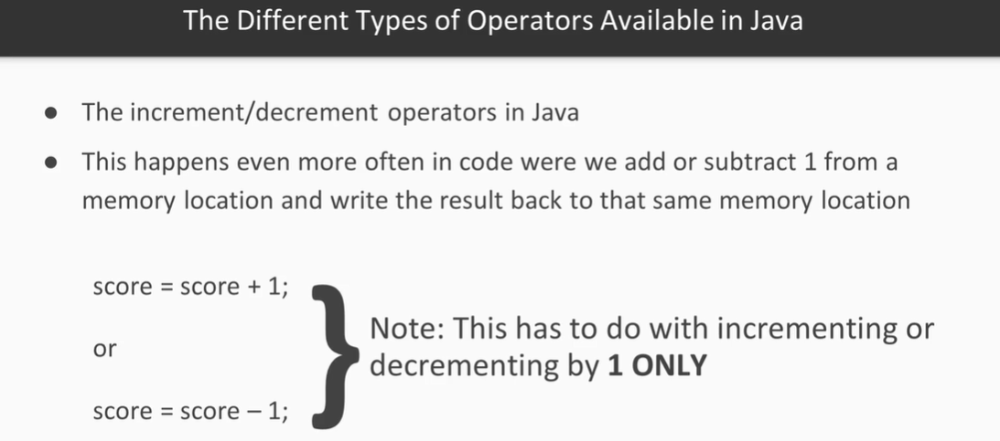 The Different Types of Operators Available in Java
● The increment/decrement operators in Java
● This happens even more often in code were we add or subtract 1 from a
memory location and write the result back to that same memory location
score = score + 1;
or
score = score – 1;
}
Note: This has to do with incrementing or
decrementing by 1 ONLY